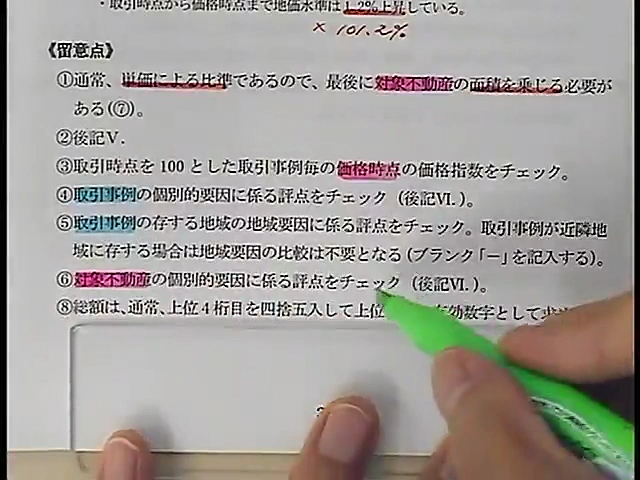 ・取引時点から価格時点まで地価水準は1.2%上昇している。
× 101.2%
《留意点》
①通常、単価による比準であるので、最後に対象不動産の面積を乗じる必要が
ある(⑦)。
②後記Ⅴ.
③取引時点を100とした取引事例毎の価格時点の価格指数をチェック。
④取引事例の個別的要因に係る評点をチェック(後記Ⅵ.)。
⑤取引事例の存する地域の地域要因に係る評点をチェック。取引事例が近隣地
域に存する場合は地域要因の比較は不要となる(ブランク「−」を記入する)。
⑥対象不動産の個別的要因に係る評点をチェック(後記Ⅵ.)。
⑧総額は、通常、上位4桁目を四捨五入して上位 有効数字として求